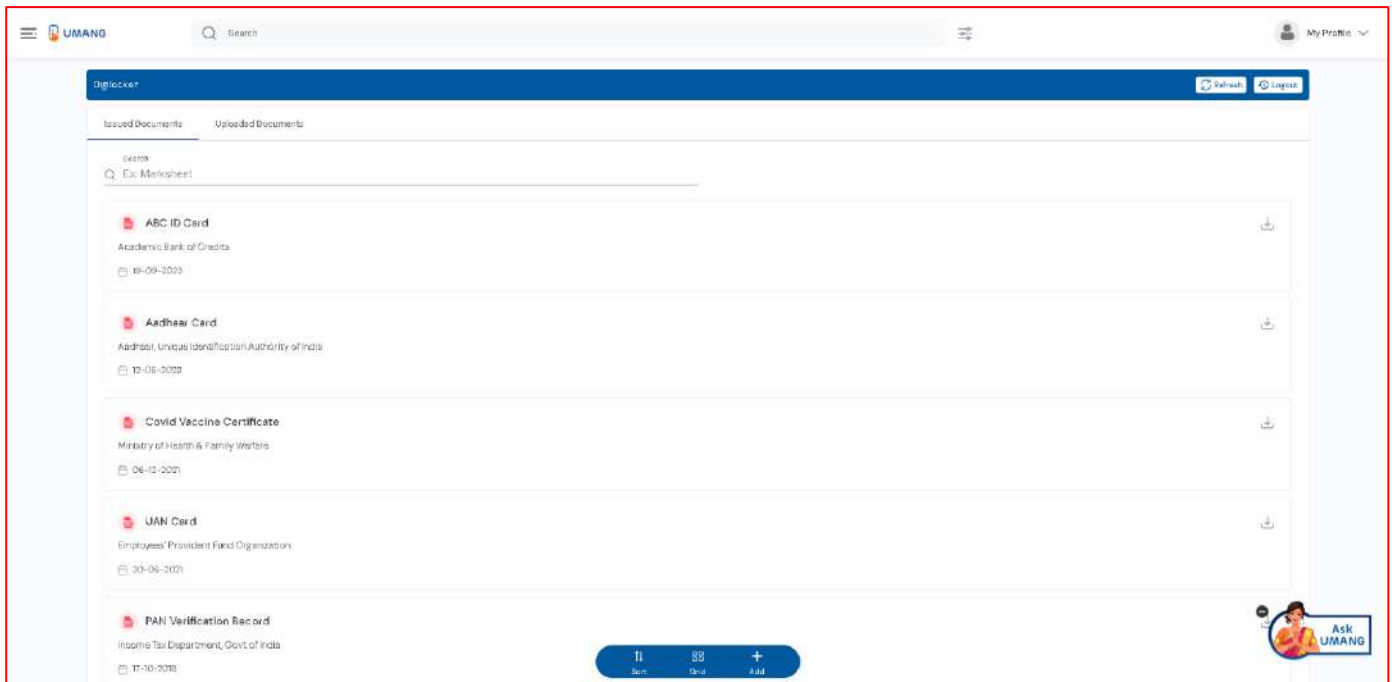 UMANG
Search
My Profile
Digilocker
Refresh
Logout
Issued Documents
Uploaded Documents
Search
Ex: Marksheet
ABC ID Card
Academic Bank of Credits
19-09-2023
Aadhaar Card
Aadhaar, Unique Identification Authority of India
Covid Vaccine Certificate
Ministry of Health & Family Welfare
06-12-2021
UAN Card
Employees' Provident Fund Organization
30-06-2021
PAN Verification Record
Income Tax Department, Govt of India
Ask
UMANG
Sort
Grid
Add